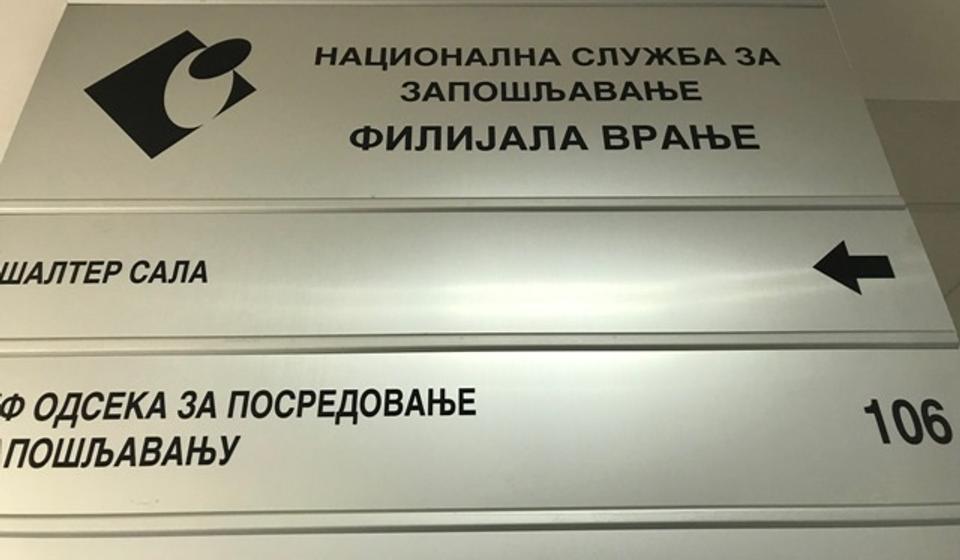 НАЦИОНАЛНА СЛУЖБА ЗА
ЗАПОШЉАВАЊЕ
ФИЛИЈАЛА ВРАЊЕ
ШАЛТЕР САЛА
ОДСЕКА ЗА ПОСРЕДОВАЊЕ
106